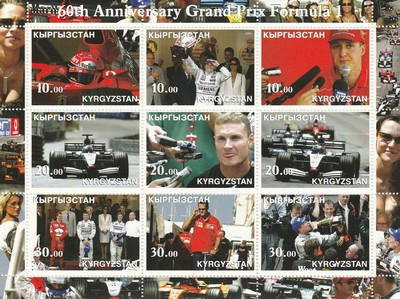 60th Anniversary Grand Prix Formula 1
КЫРГЫЗСТАН КЫРГЫЗСТАН КЫРГЫЗСТАН
10.00 10.00 10.00
KYRGYZSTAN KYRGYZSTAN KYRGYZSTAN
КЫРГЫЗСТАН КЫРГЫЗСТАН КЫРГЫЗСТАН
20.00 20.00 20.00
KYRGYZSTAN KYRGYZSTAN KYRGYZSTAN
КЫРГЫЗСТАН КЫРГЫЗСТАН КЫРГЫЗСТАН
30.00 30.00 30.00
KYRGYZSTAN KYRGYZSTAN KYRGYZSTAN